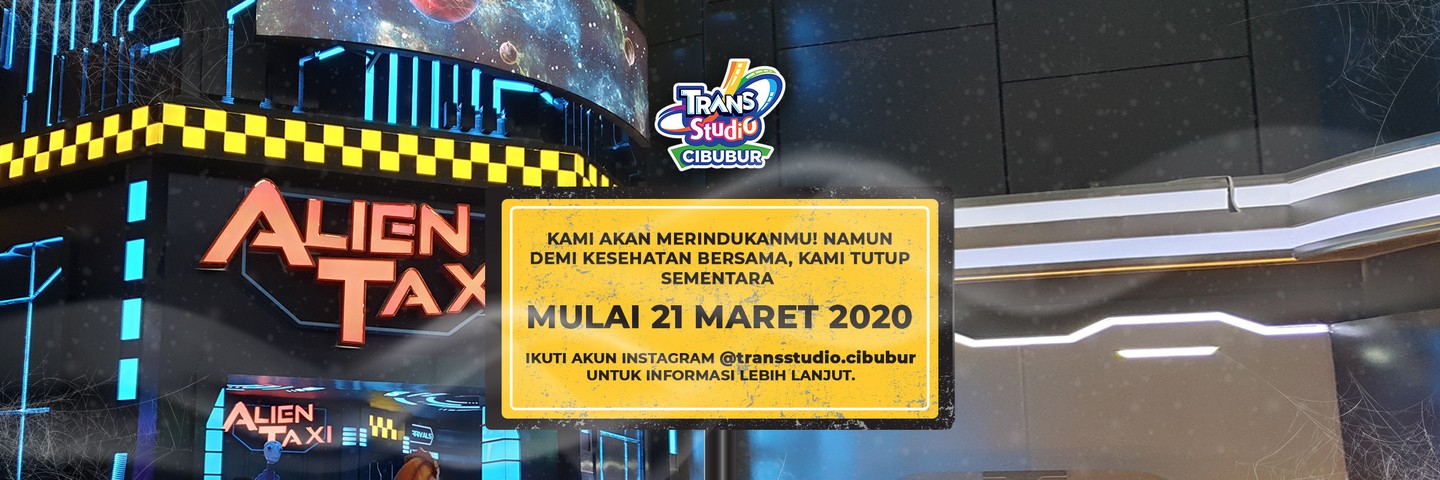 TRANS
Studio
CIBUBUR
ALIEN
TAXI
KAMI AKAN MERINDUKANMU! NAMUN
DEMI KESEHATAN BERSAMA, KAMI TUTUP
SEMENTARA
MULAI 21 MARET 2020
IKUTI AKUN INSTAGRAM @transstudio.cibubur
UNTUK INFORMASI LEBIH LANJUT.
ALIEN
TAXI